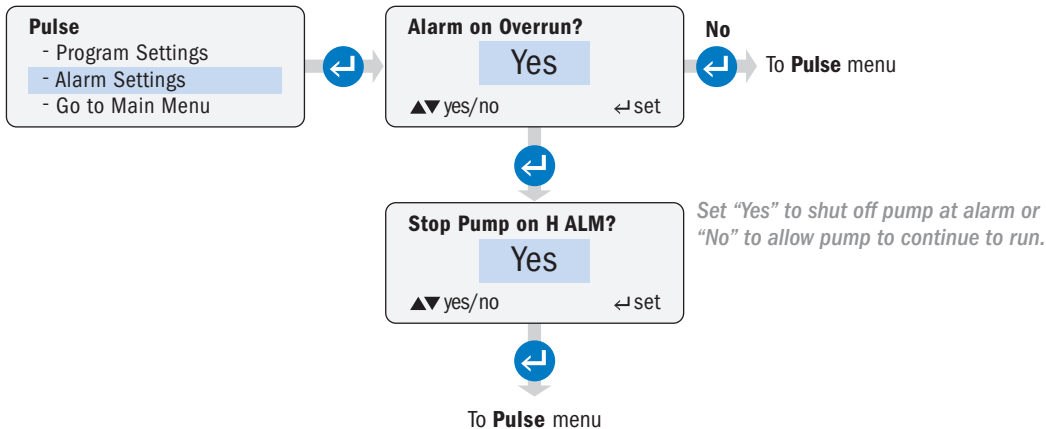 Pulse
- Program Settings
- Alarm Settings
- Go to Main Menu
Alarm on Overrun?
Yes
▲▼ yes/no ↵ set
No
To Pulse menu
Stop Pump on H ALM?
Yes
▲▼ yes/no ↵ set
Set “Yes” to shut off pump at alarm or
“No” to allow pump to continue to run.
To Pulse menu